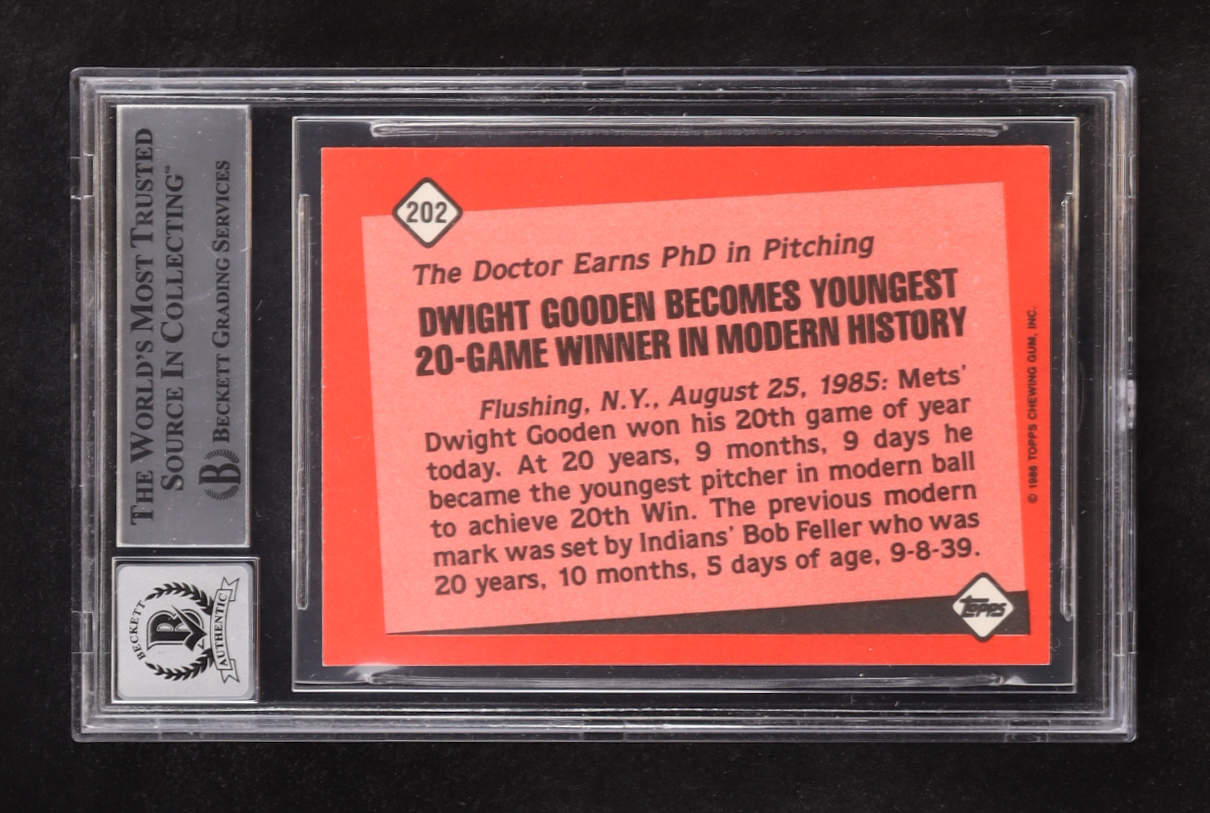 THE WORLD'S MOST TRUSTED
SOURCE IN COLLECTING™
B BECKETT GRADING SERVICES
BECKETT
B
AUTHENTIC
202
The Doctor Earns PhD in Pitching
DWIGHT GOODEN BECOMES YOUNGEST
20-GAME WINNER IN MODERN HISTORY
Flushing, N.Y., August 25, 1985: Mets'
Dwight Gooden won his 20th game of year
today. At 20 years, 9 months, 9 days he
became the youngest pitcher in modern ball
to achieve 20th Win. The previous modern
mark was set by Indians' Bob Feller who was
20 years, 10 months, 5 days of age, 9-8-39.
TOPPS
© 1986 TOPPS CHEWING GUM, INC.